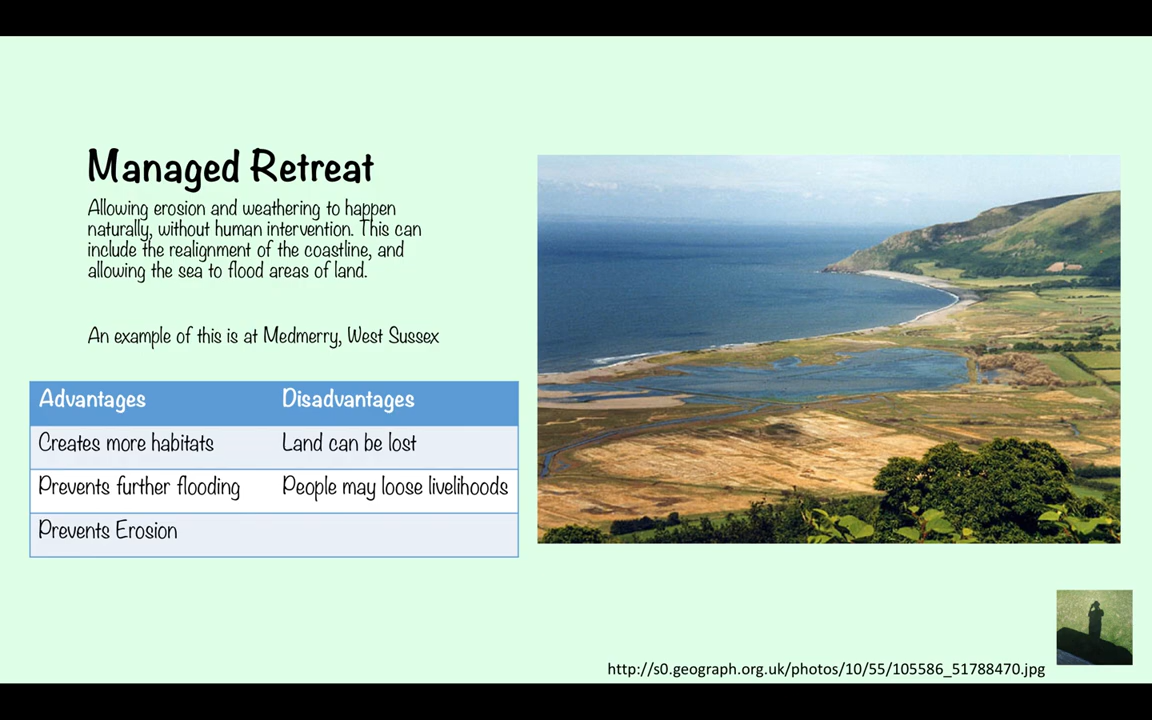 Managed Retreat
Allowing erosion and weathering to happen
naturally, without human intervention. This can
include the realignment of the coastline, and
allowing the sea to flood areas of land.
An example of this is at Medmerry, West Sussex
Advantages Disadvantages
Creates more habitats Land can be lost
Prevents further flooding People may loose livelihoods
Prevents Erosion
http://s0.geograph.org.uk/photos/10/55/105586_51788470.jpg